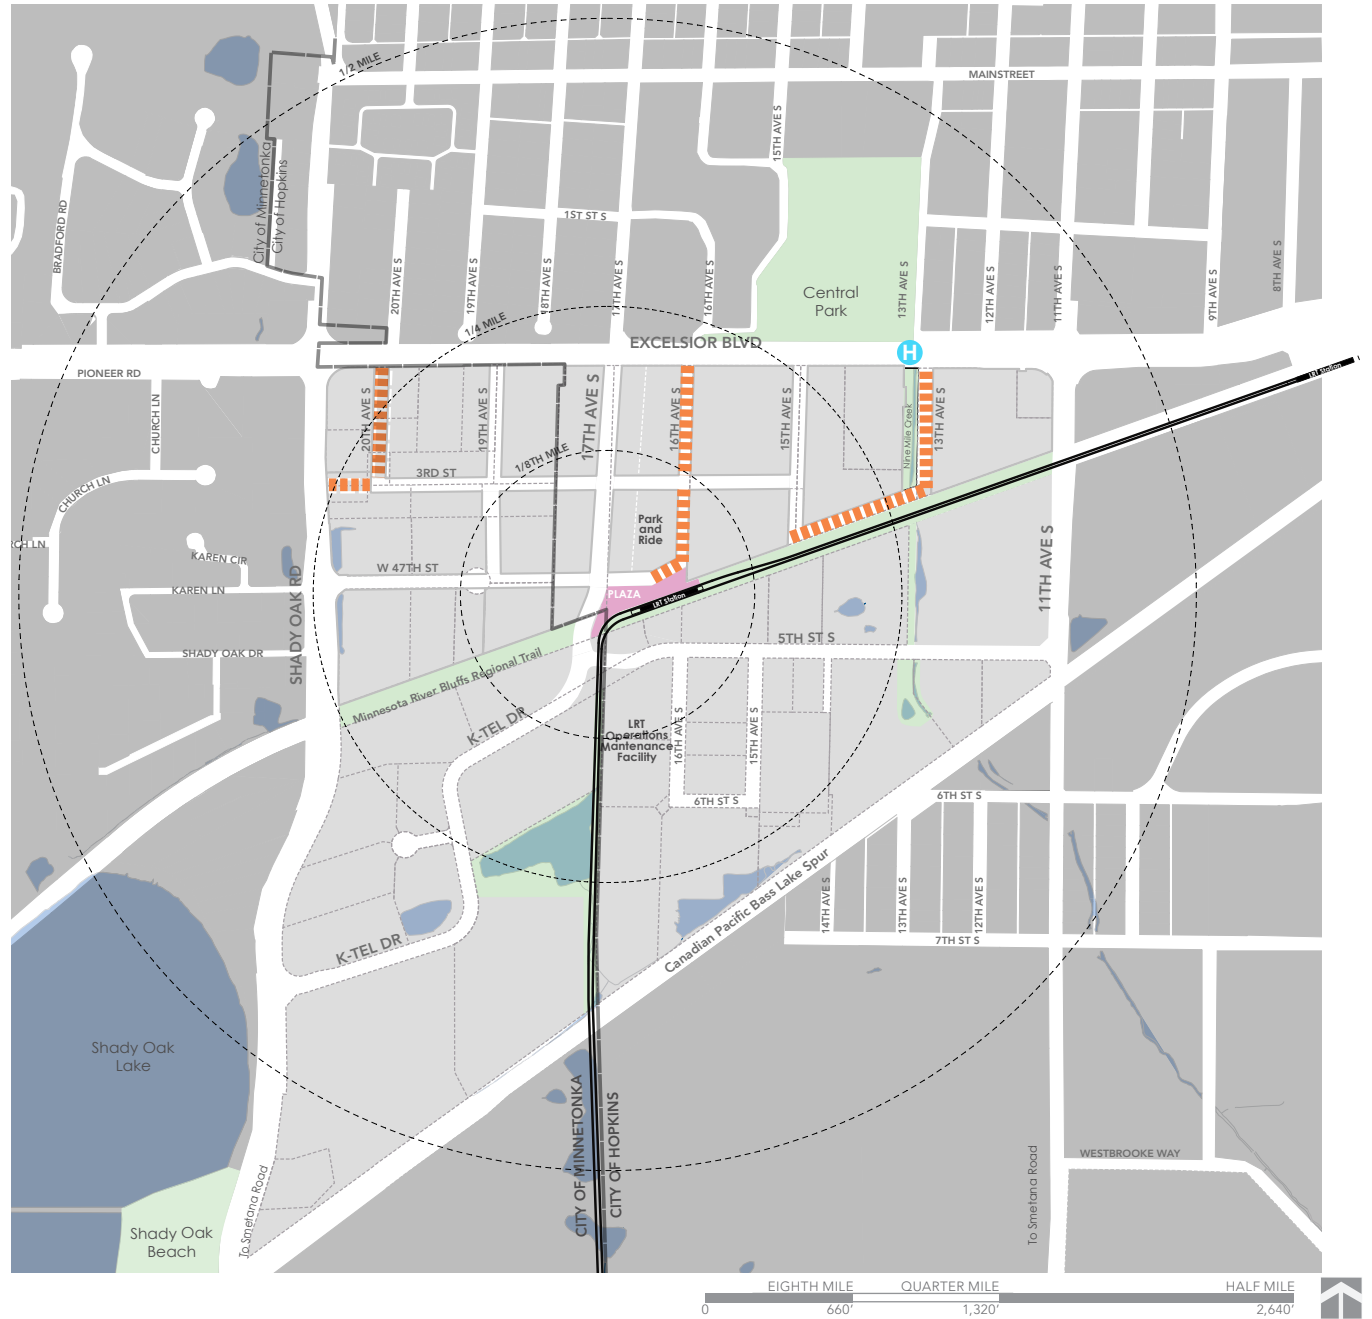 1/2 MILE
MAINSTREET
15TH AVE S
City of Minnetonka
City of Hopkins
BRADFORD RD
1ST ST S
20TH AVE S
19TH AVE S
18TH AVE S
17TH AVE S
16TH AVE S
13TH AVE S
12TH AVE S
11TH AVE S
9TH AVE S
8TH AVE S
Central
Park
1/4 MILE
EXCELSIOR BLVD
H
LRT Station
PIONEER RD
CHURCH LN
20TH AVE S
19TH AVE S
17TH AVE S
16TH AVE S
15TH AVE S
Nine Mile Creek
13TH AVE S
1/8TH MILE
3RD ST
CHURCH LN
RCH LN
Park
and
Ride
KAREN CIR
W 47TH ST
KAREN LN
PLAZA
LRT Station
SHADY OAK RD
11TH AVE S
SHADY OAK DR
5TH ST S
Minnesota River Bluffs Regional Trail
K-TEL DR
LRT
Operations
Mantenance
Facility
16TH AVE S
15TH AVE S
6TH ST S
6TH ST S
14TH AVE S
13TH AVE S
12TH AVE S
Canadian Pacific Bass Lake Spur
7TH ST S
K-TEL DR
Shady Oak
Lake
CITY OF MINNETONKA
CITY OF HOPKINS
WESTBROOKE WAY
To Smetana Road
To Smetana Road
Shady Oak
Beach
EIGHTH MILE QUARTER MILE HALF MILE
0 660' 1,320' 2,640'